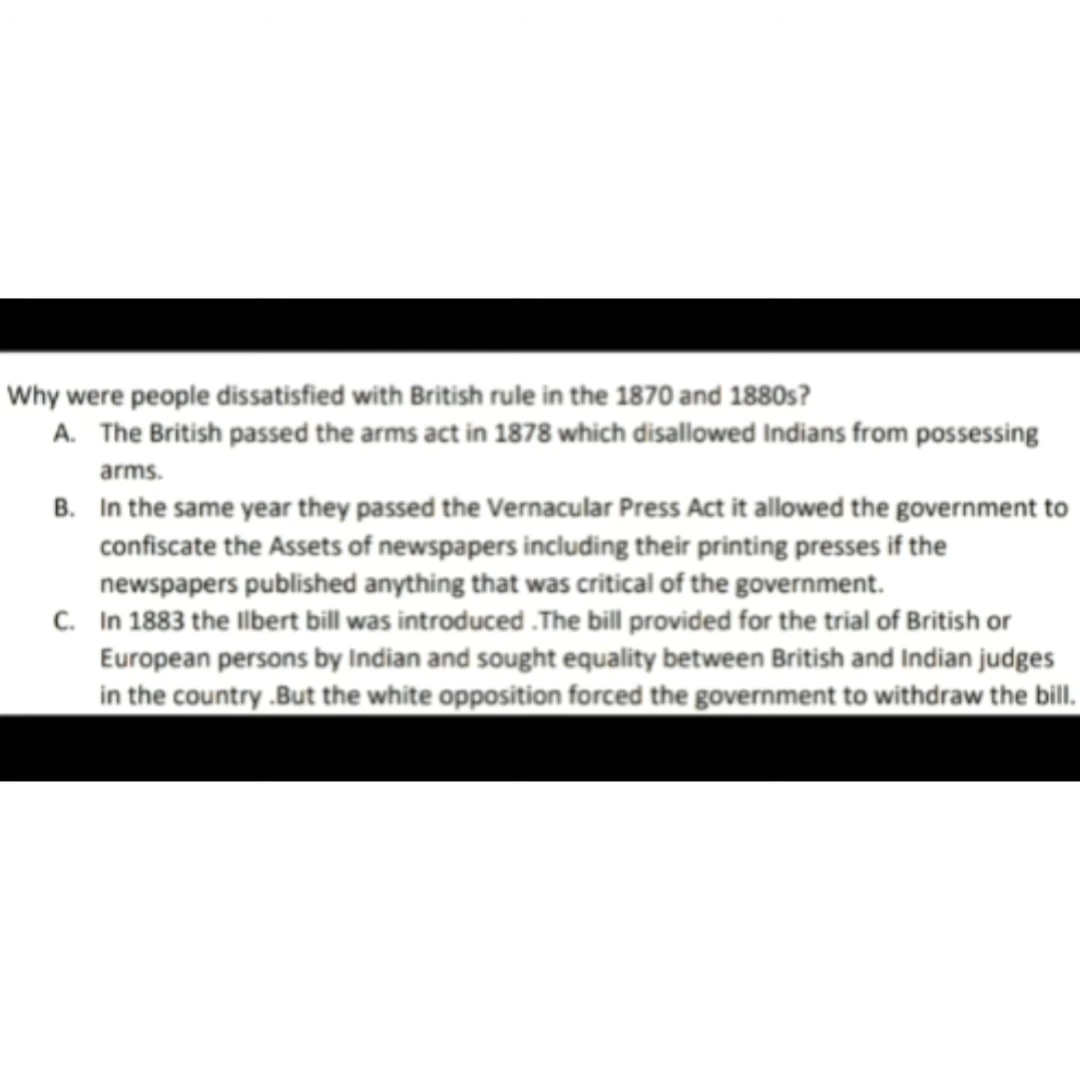 Why were people dissatisfied with British rule in the 1870 and 1880s?
A. The British passed the arms act in 1878 which disallowed Indians from possessing
arms.
B. In the same year they passed the Vernacular Press Act it allowed the government to
confiscate the Assets of newspapers including their printing presses if the
newspapers published anything that was critical of the government.
C. In 1883 the Ilbert bill was introduced .The bill provided for the trial of British or
European persons by Indian and sought equality between British and Indian judges
in the country .But the white opposition forced the government to withdraw the bill.